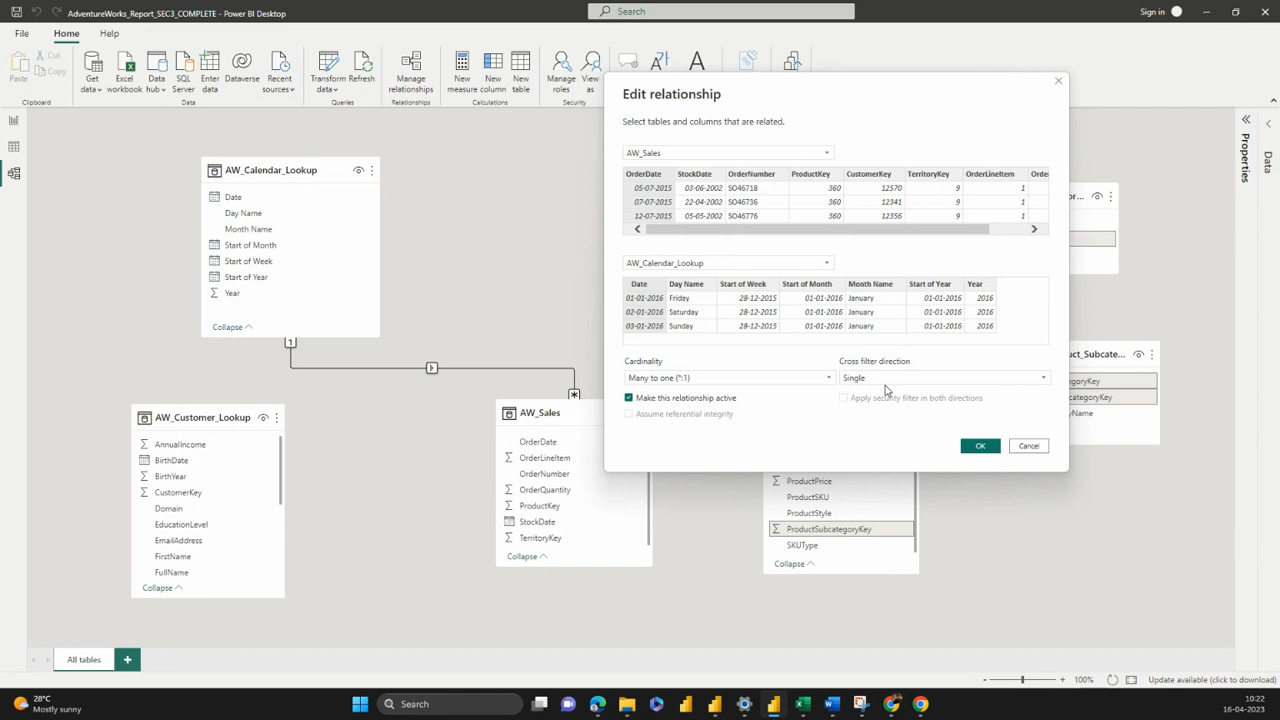 AdventureWorks_Report_SEC3_COMPLETE - Power BI Desktop
Search
Sign in
File
Home
Help
Paste
Cut
Copy
Get data
Excel workbook
Data hub
SQL Server
Enter data
Dataverse
Recent sources
Transform data
Refresh
Manage relationships
New measure
New column
New table
Manage roles
View as
Clipboard
Data
Queries
Relationships
Calculations
Security
Edit relationship
Select tables and columns that are related.
AW_Sales
OrderDate StockDate OrderNumber ProductKey CustomerKey TerritoryKey OrderLineItem Order
05-07-2015 03-06-2002 SO46718 360 12570 9 1
07-07-2015 22-04-2002 SO46736 360 12341 9 1
12-07-2015 05-05-2002 SO46776 360 12356 9 1
AW_Calendar_Lookup
Date Day Name Start of Week Start of Month Month Name Start of Year Year
01-01-2016 Friday 28-12-2015 01-01-2016 January 01-01-2016 2016
02-01-2016 Saturday 28-12-2015 01-01-2016 January 01-01-2016 2016
03-01-2016 Sunday 28-12-2015 01-01-2016 January 01-01-2016 2016
Cardinality
Many to one (*:1)
Cross filter direction
Single
Make this relationship active
Apply security filter in both directions
Assume referential integrity
OK
Cancel
AW_Calendar_Lookup
Date
Day Name
Month Name
Start of Month
Start of Week
Start of Year
Year
Collapse
1
*
AW_Customer_Lookup
AnnualIncome
BirthDate
BirthYear
CustomerKey
Domain
EducationLevel
EmailAddress
FirstName
FullName
Collapse
AW_Sales
OrderDate
OrderLineItem
OrderNumber
OrderQuantity
ProductKey
StockDate
TerritoryKey
Collapse
ProductPrice
ProductSKU
ProductStyle
ProductSubcategoryKey
SKUType
Collapse
or...
uct_Subcate...
egoryKey
categoryKey
yName
Properties
Data
All tables
100%
Update available (click to download)
28°C
Mostly sunny
Search
10:22
16-04-2023